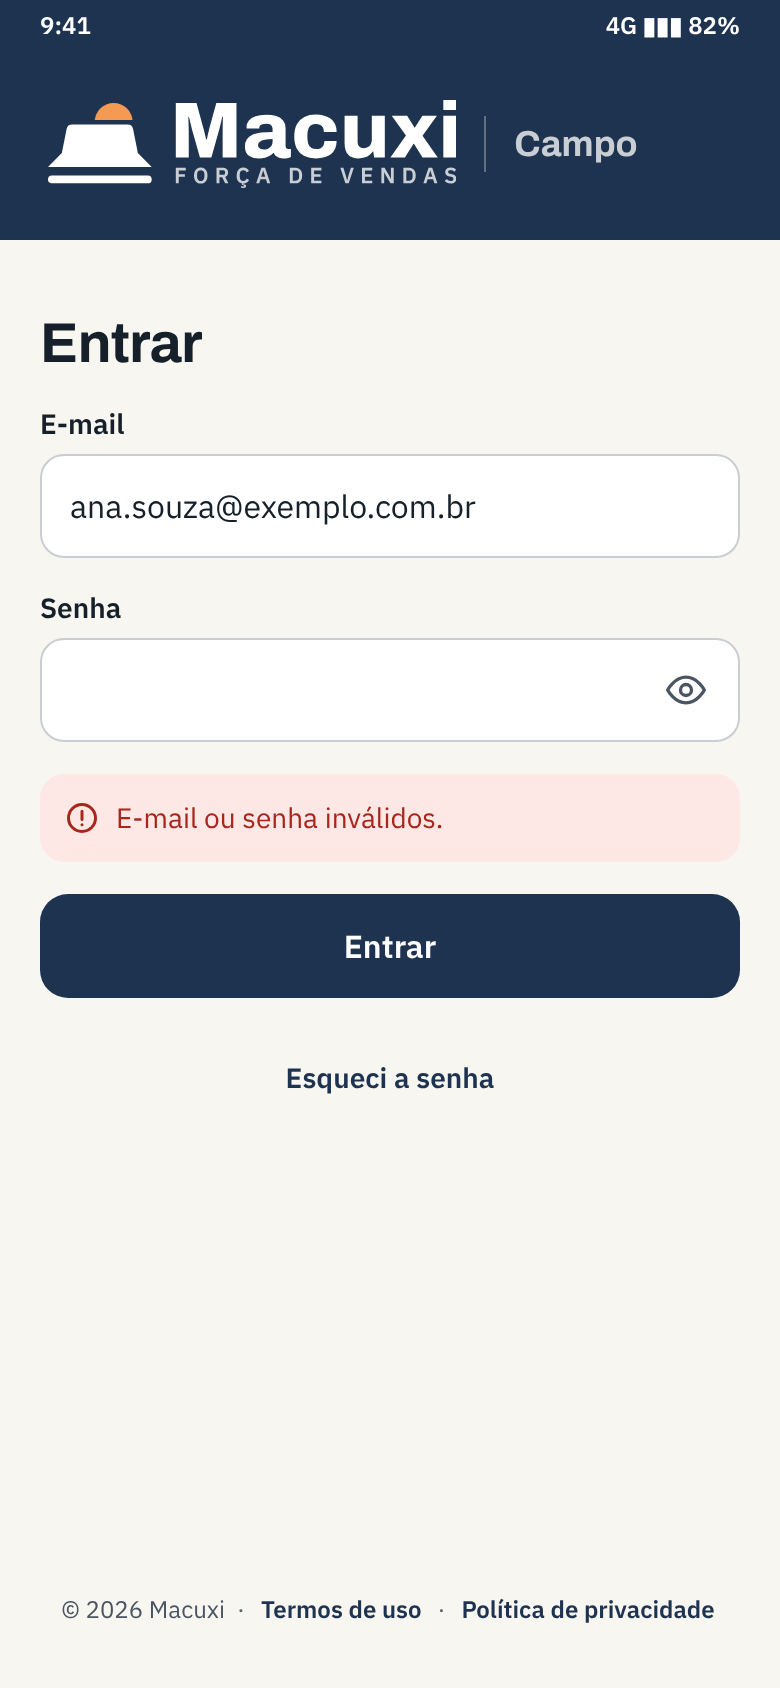 9:41
4G 82%
Macuxi
FORÇA DE VENDAS
Campo
Entrar
E-mail
ana.souza@exemplo.com.br
Senha
E-mail ou senha inválidos.
Entrar
Esqueci a senha
© 2026 Macuxi · Termos de uso · Política de privacidade